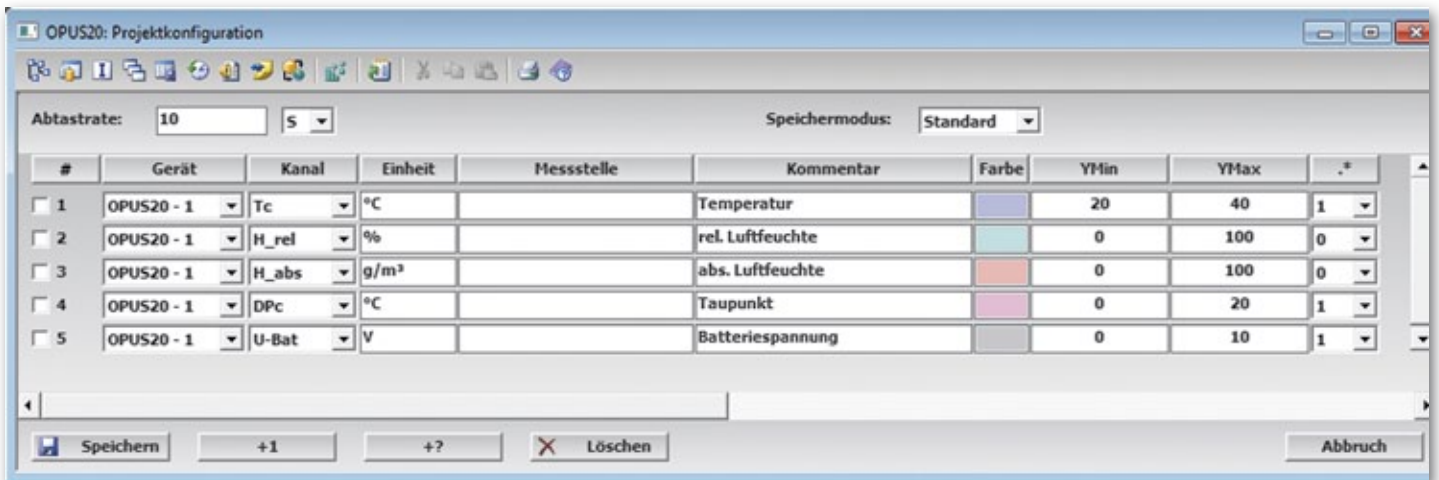 OPUS20: Projektkonfiguration
Abtastrate: 10 S Speichermodus: Standard
# Gerät Kanal Einheit Messstelle Kommentar Farbe YMin YMax .*
1 OPUS20 - 1 Tc °C Temperatur 20 40 1
2 OPUS20 - 1 H_rel % rel. Luftfeuchte 0 100 0
3 OPUS20 - 1 H_abs g/m³ abs. Luftfeuchte 0 100 0
4 OPUS20 - 1 DPc °C Taupunkt 0 20 1
5 OPUS20 - 1 U-Bat V Batteriespannung 0 10 1
Speichern +1 +? Löschen Abbruch